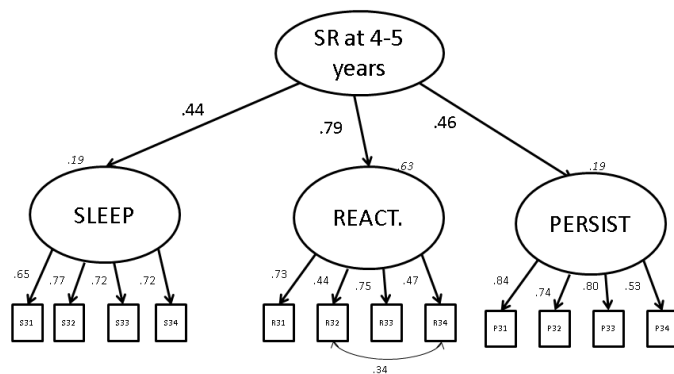 SR at 4-5
years
.44
.79
.46
.19
.63
.19
SLEEP
REACT.
PERSIST
.65
.77
.72
.72
.73
.44
.75
.47
.84
.74
.80
.53
S31
S32
S33
S34
R31
R32
R33
R34
P31
P32
P33
P34
.34